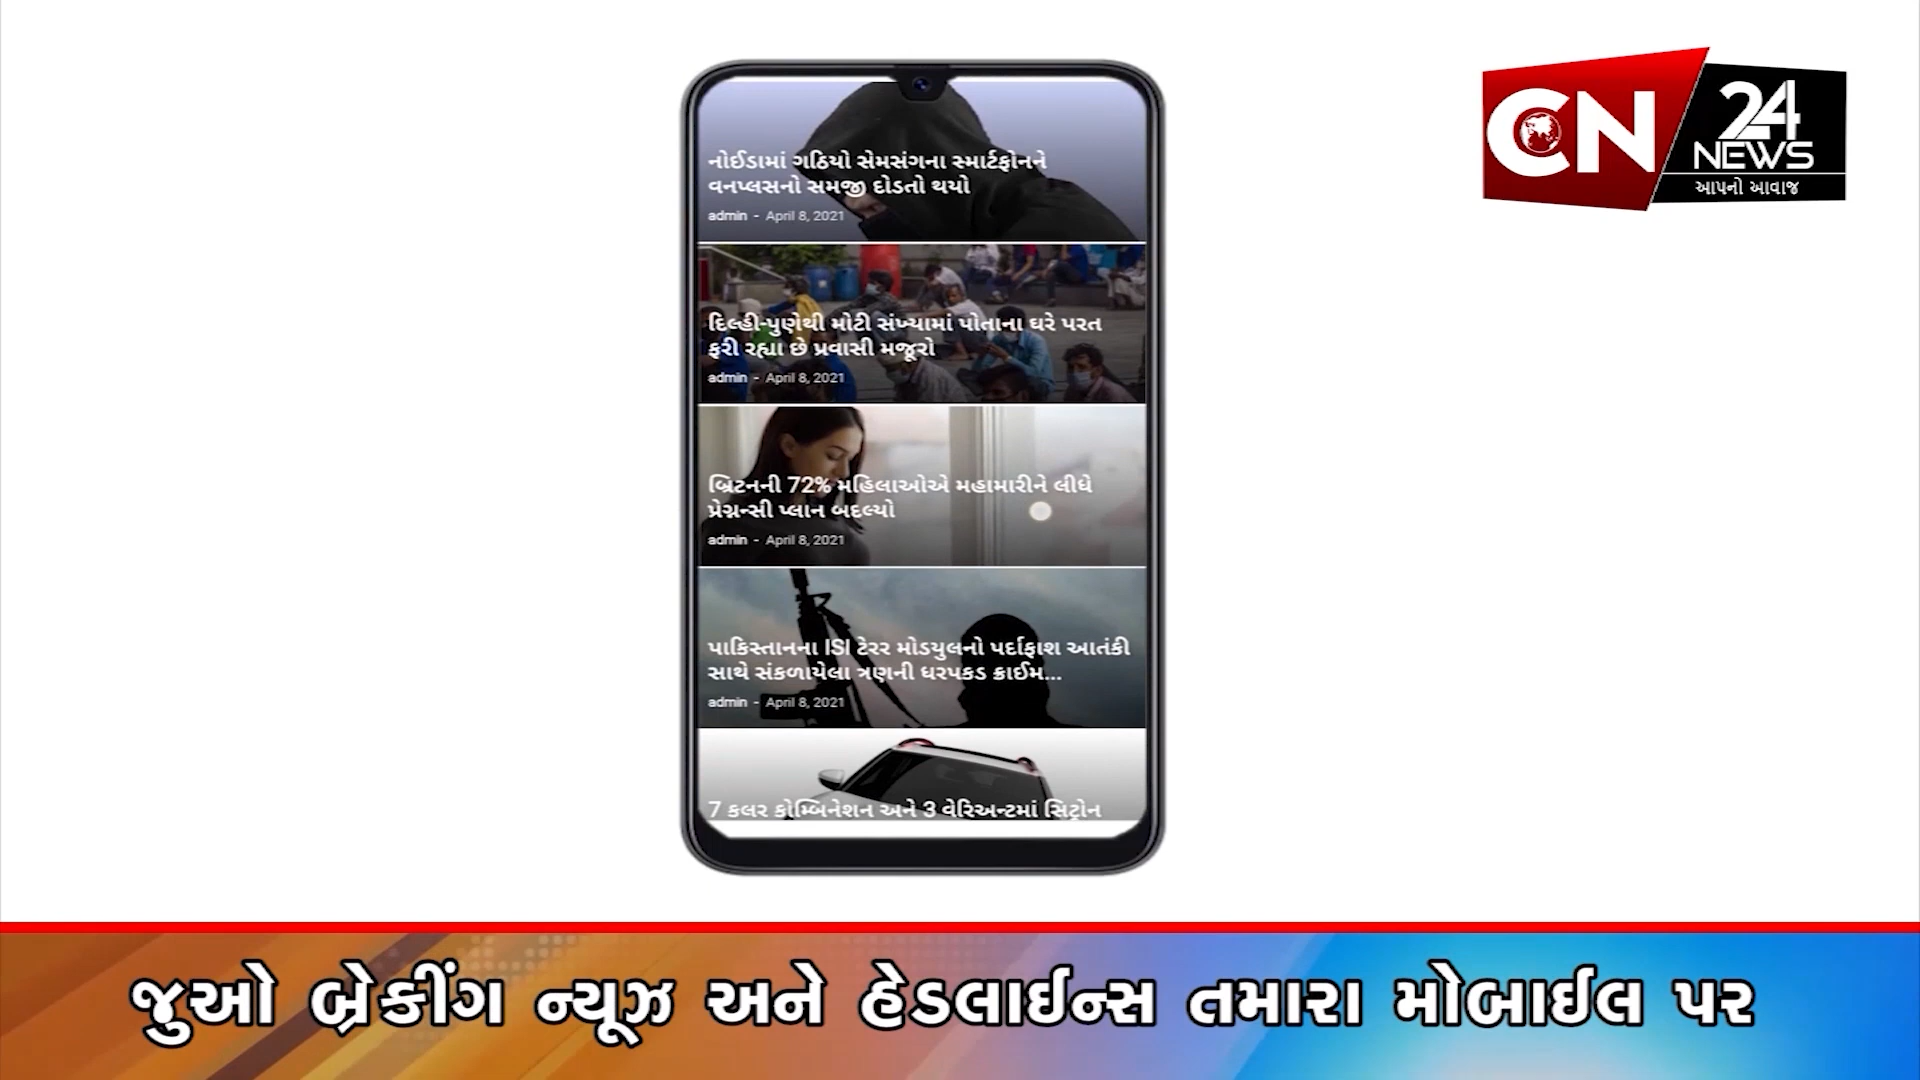 CN
24
NEWS
આપનો આવાજ
નોઈડામાં ગઠિયો સેમસંગના સ્માર્ટફોનને
વનપ્લસનો સમજી દોડતો થયો
admin - April 8, 2021
દિલ્હી-પુણેથી મોટી સંખ્યામાં પોતાના ઘરે પરત
ફરી રહ્યા છે પ્રવાસી મજૂરો
admin - April 8, 2021
બ્રિટનની 72% મહિલાઓએ મહામારીને લીધે
પ્રેગ્નન્સી પ્લાન બદલ્યો
admin - April 8, 2021
પાકિસ્તાનના ISI ટેરર મોડયુલનો પર્દાફાશ આતંકી
સાથે સંકળાયેલા ત્રણની ધરપકડ ક્રાઈમ...
admin - April 8, 2021
7 કલર કોમ્બિનેશન અને 3 વેરિઅન્ટમાં સિટ્રોન
જુઓ બ્રેકીંગ ન્યૂઝ અને હેડલાઈન્સ તમારા મોબાઈલ પર